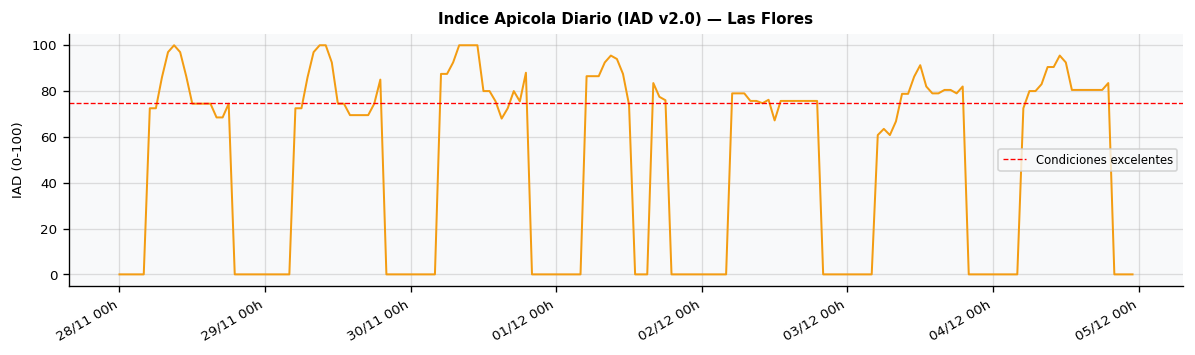 Indice Apicola Diario (IAD v2.0) — Las Flores
IAD (0-100)
100
80
60
40
20
0
Condiciones excelentes
28/11 00h
29/11 00h
30/11 00h
01/12 00h
02/12 00h
03/12 00h
04/12 00h
05/12 00h